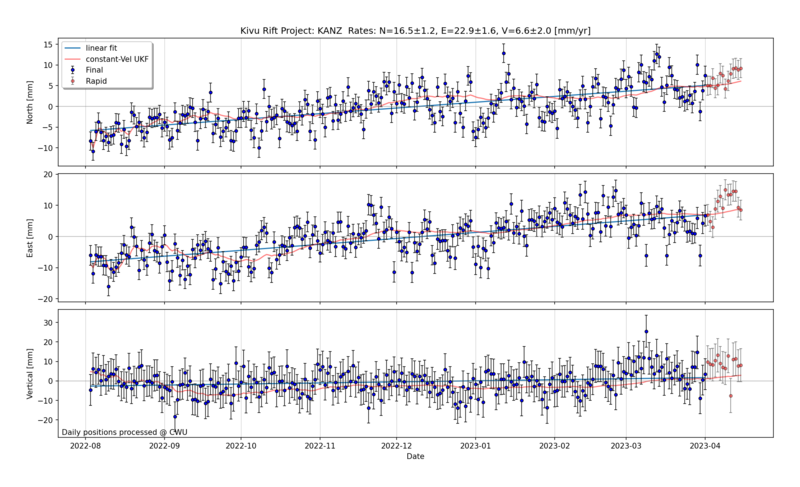 Kivu Rift Project: KANZ Rates: N=16.5±1.2, E=22.9±1.6, V=6.6±2.0 [mm/yr]
linear fit
constant-Vel UKF
Final
Rapid
North [mm]
15
10
5
0
−5
−10
East [mm]
20
10
0
−10
−20
Vertical [mm]
30
20
10
0
−10
−20
Daily positions processed @ CWU
2022-08 2022-09 2022-10 2022-11 2022-12 2023-01 2023-02 2023-03 2023-04
Date